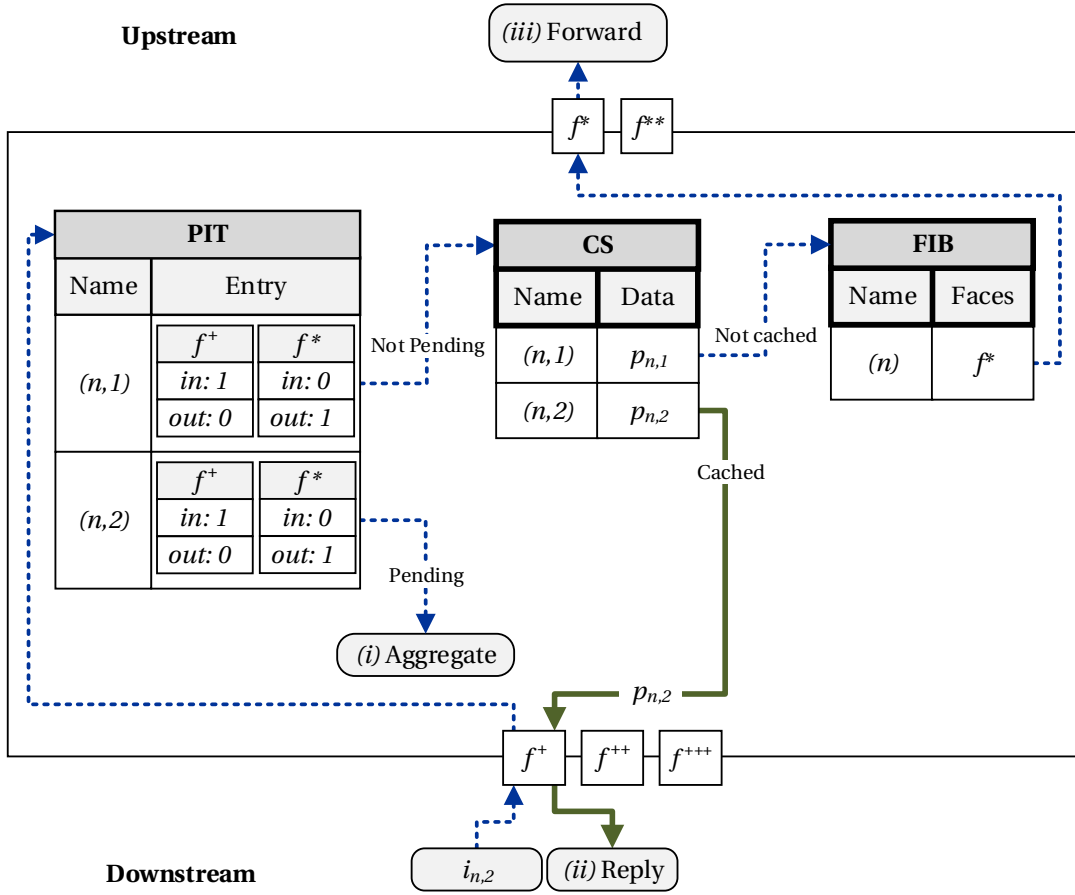 Upstream
(iii) Forward
f* f**
PIT
Name Entry
(n,1)
f+ f*
in: 1 in: 0
out: 0 out: 1
(n,2)
f+ f*
in: 1 in: 0
out: 0 out: 1
Not Pending
Pending
(i) Aggregate
CS
Name Data
(n,1) pn,1
(n,2) pn,2
Not cached
Cached
FIB
Name Faces
(n) f*
pn,2
f+ f++ f+++
in,2 (ii) Reply
Downstream